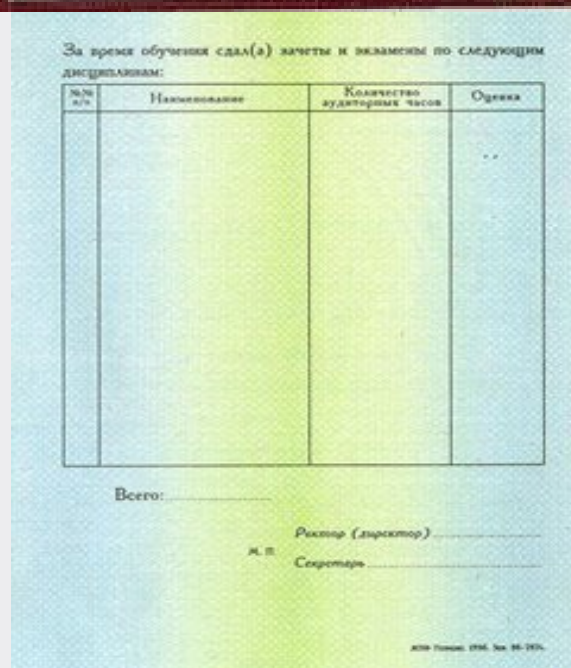 За время обучения сдал(а) зачеты и экзамены по следующим
дисциплинам:
№№ п/п
Наименование
Количество аудиторных часов
Оценка
Всего:
Ректор (директор)
М. П.
Секретарь